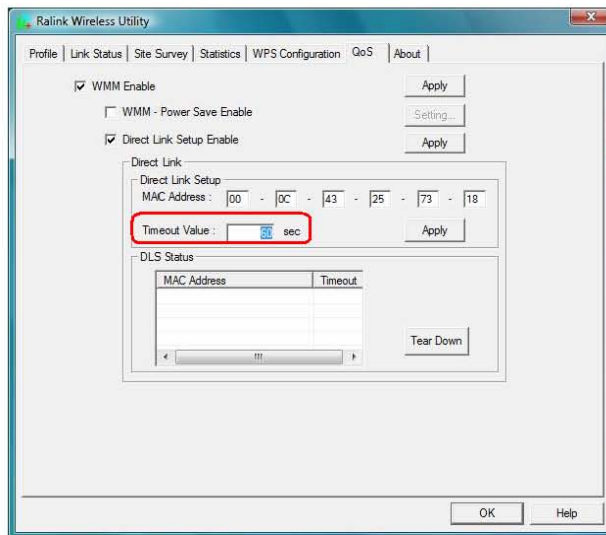 Ralink Wireless Utility
Profile Link Status Site Survey Statistics WPS Configuration QoS About
WMM Enable Apply
WMM - Power Save Enable Setting...
Direct Link Setup Enable Apply
Direct Link
Direct Link Setup
MAC Address : 00 - 0C - 43 - 25 - 73 - 18
Timeout Value : 60 sec Apply
DLS Status
MAC Address Timeout
Tear Down
OK Help